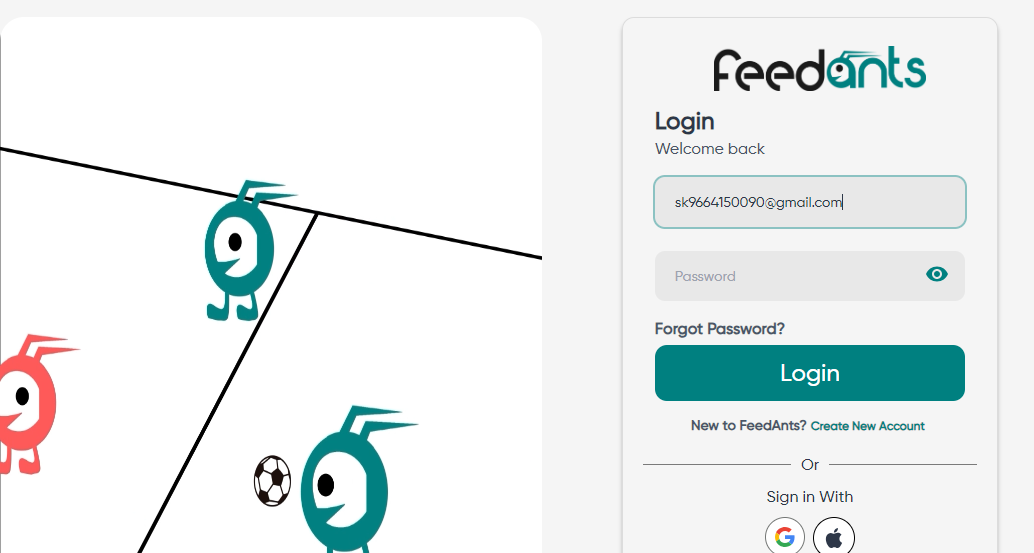 feedants
Login
Welcome back
sk9664150090@gmail.com
Password
Forgot Password?
Login
New to FeedAnts? Create New Account
Or
Sign in With